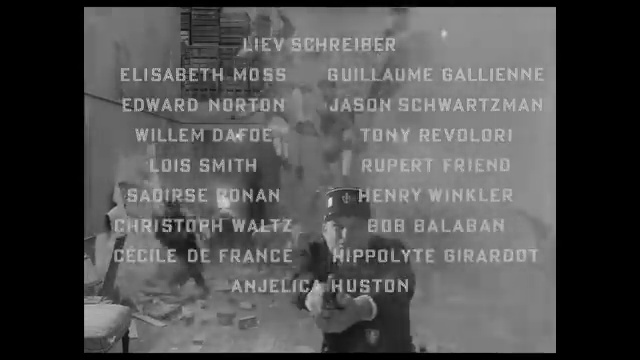 LIEV SCHREIBER
ELISABETH MOSS GUILLAUME GALLIENNE
EDWARD NORTON JASON SCHWARTZMAN
WILLEM DAFOE TONY REVOLORI
LOIS SMITH RUPERT FRIEND
SAOIRSE RONAN HENRY WINKLER
CHRISTOPH WALTZ BOB BALABAN
CÉCILE DE FRANCE HIPPOLYTE GIRARDOT
ANJELICA HUSTON